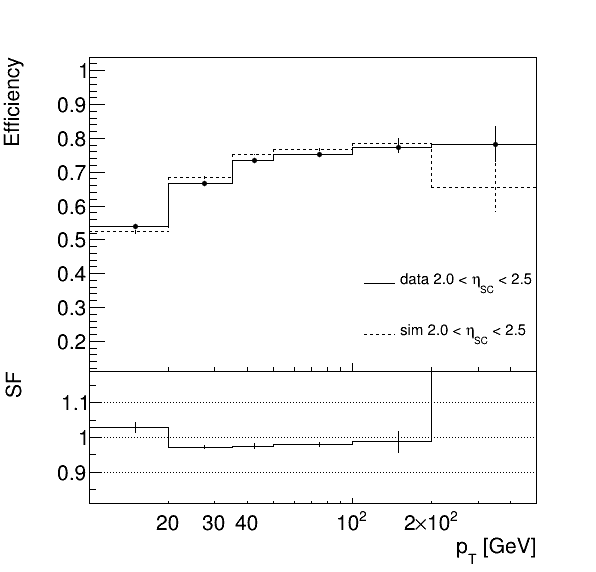 Efficiency
1
0.9
0.8
0.7
0.6
0.5
0.4
0.3
0.2
data 2.0 < η_SC < 2.5
sim 2.0 < η_SC < 2.5
SF
1.1
1
0.9
20 30 40 10² 2×10²
p_T [GeV]